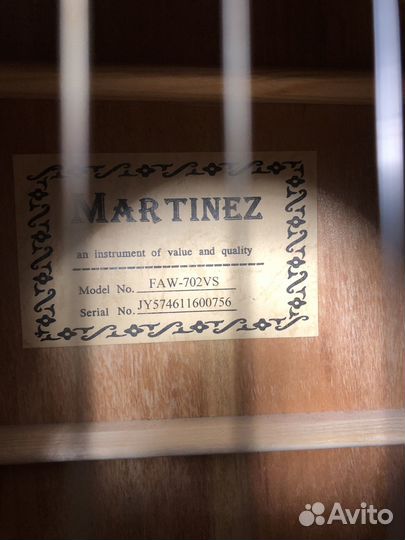 MARTINEZ
an instrument of value and quality
Model No. FAW-702VS
Serial No. JY574611600756
Avito